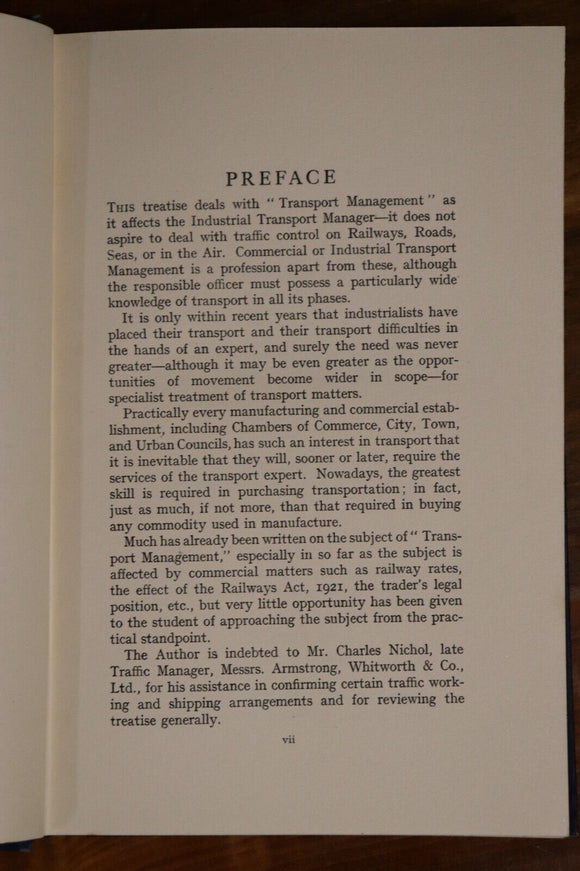 PREFACE
THIS treatise deals with “ Transport Management ” as
it affects the Industrial Transport Manager—it does not
aspire to deal with traffic control on Railways, Roads,
Seas, or in the Air. Commercial or Industrial Transport
Management is a profession apart from these, although
the responsible officer must possess a particularly wide
knowledge of transport in all its phases.
It is only within recent years that industrialists have
placed their transport and their transport difficulties in
the hands of an expert, and surely the need was never
greater—although it may be even greater as the oppor-
tunities of movement become wider in scope—for
specialist treatment of transport matters.
Practically every manufacturing and commercial estab-
lishment, including Chambers of Commerce, City, Town,
and Urban Councils, has such an interest in transport that
it is inevitable that they will, sooner or later, require the
services of the transport expert. Nowadays, the greatest
skill is required in purchasing transportation; in fact,
just as much, if not more, than that required in buying
any commodity used in manufacture.
Much has already been written on the subject of “ Trans-
port Management,” especially in so far as the subject is
affected by commercial matters such as railway rates,
the effect of the Railways Act, 1921, the trader's legal
position, etc., but very little opportunity has been given
to the student of approaching the subject from the prac-
tical standpoint.
The Author is indebted to Mr. Charles Nichol, late
Traffic Manager, Messrs. Armstrong, Whitworth & Co.,
Ltd., for his assistance in confirming certain traffic work-
ing and shipping arrangements and for reviewing the
treatise generally.
vii